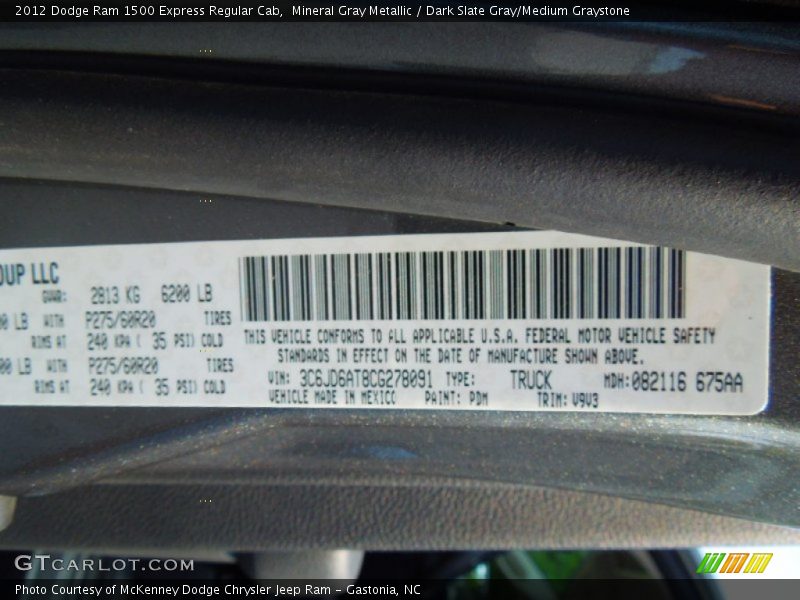 2012 Dodge Ram 1500 Express Regular Cab,  Mineral Gray Metallic / Dark Slate Gray/Medium Graystone
OUP LLC
GVWR: 2813 KG 6200 LB
00 LB WITH P275/60R20 TIRES
RIMS AT 240 KPA ( 35 PSI) COLD
00 LB WITH P275/60R20 TIRES
RIMS AT 240 KPA ( 35 PSI) COLD
THIS VEHICLE CONFORMS TO ALL APPLICABLE U.S.A. FEDERAL MOTOR VEHICLE SAFETY
STANDARDS IN EFFECT ON THE DATE OF MANUFACTURE SHOWN ABOVE.
VIN: 3C6JD6AT8CG278091 TYPE: TRUCK MDH:082116 675AA
VEHICLE MADE IN MEXICO PAINT: PDM TRIM: V9V3
GTCARLOT.COM
Photo Courtesy of McKenney Dodge Chrysler Jeep Ram - Gastonia, NC